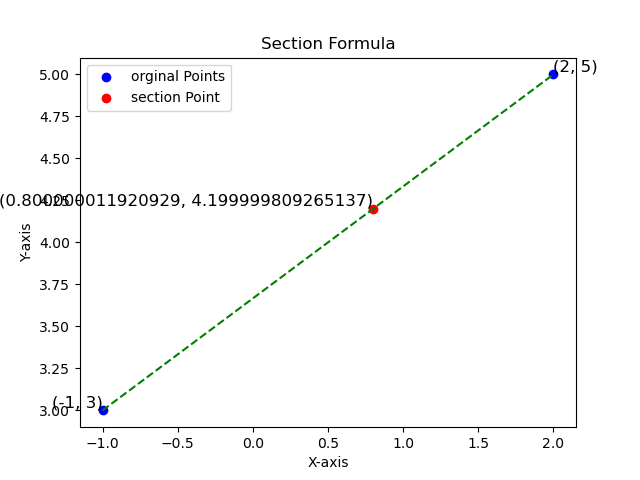 Section Formula
orginal Points
section Point
(2, 5)
(0.800000011920929, 4.199999809265137)
(-1, 3)
5.00
4.75
4.50
4.25
4.00
3.75
3.50
3.25
3.00
Y-axis
−1.0 −0.5 0.0 0.5 1.0 1.5 2.0
X-axis